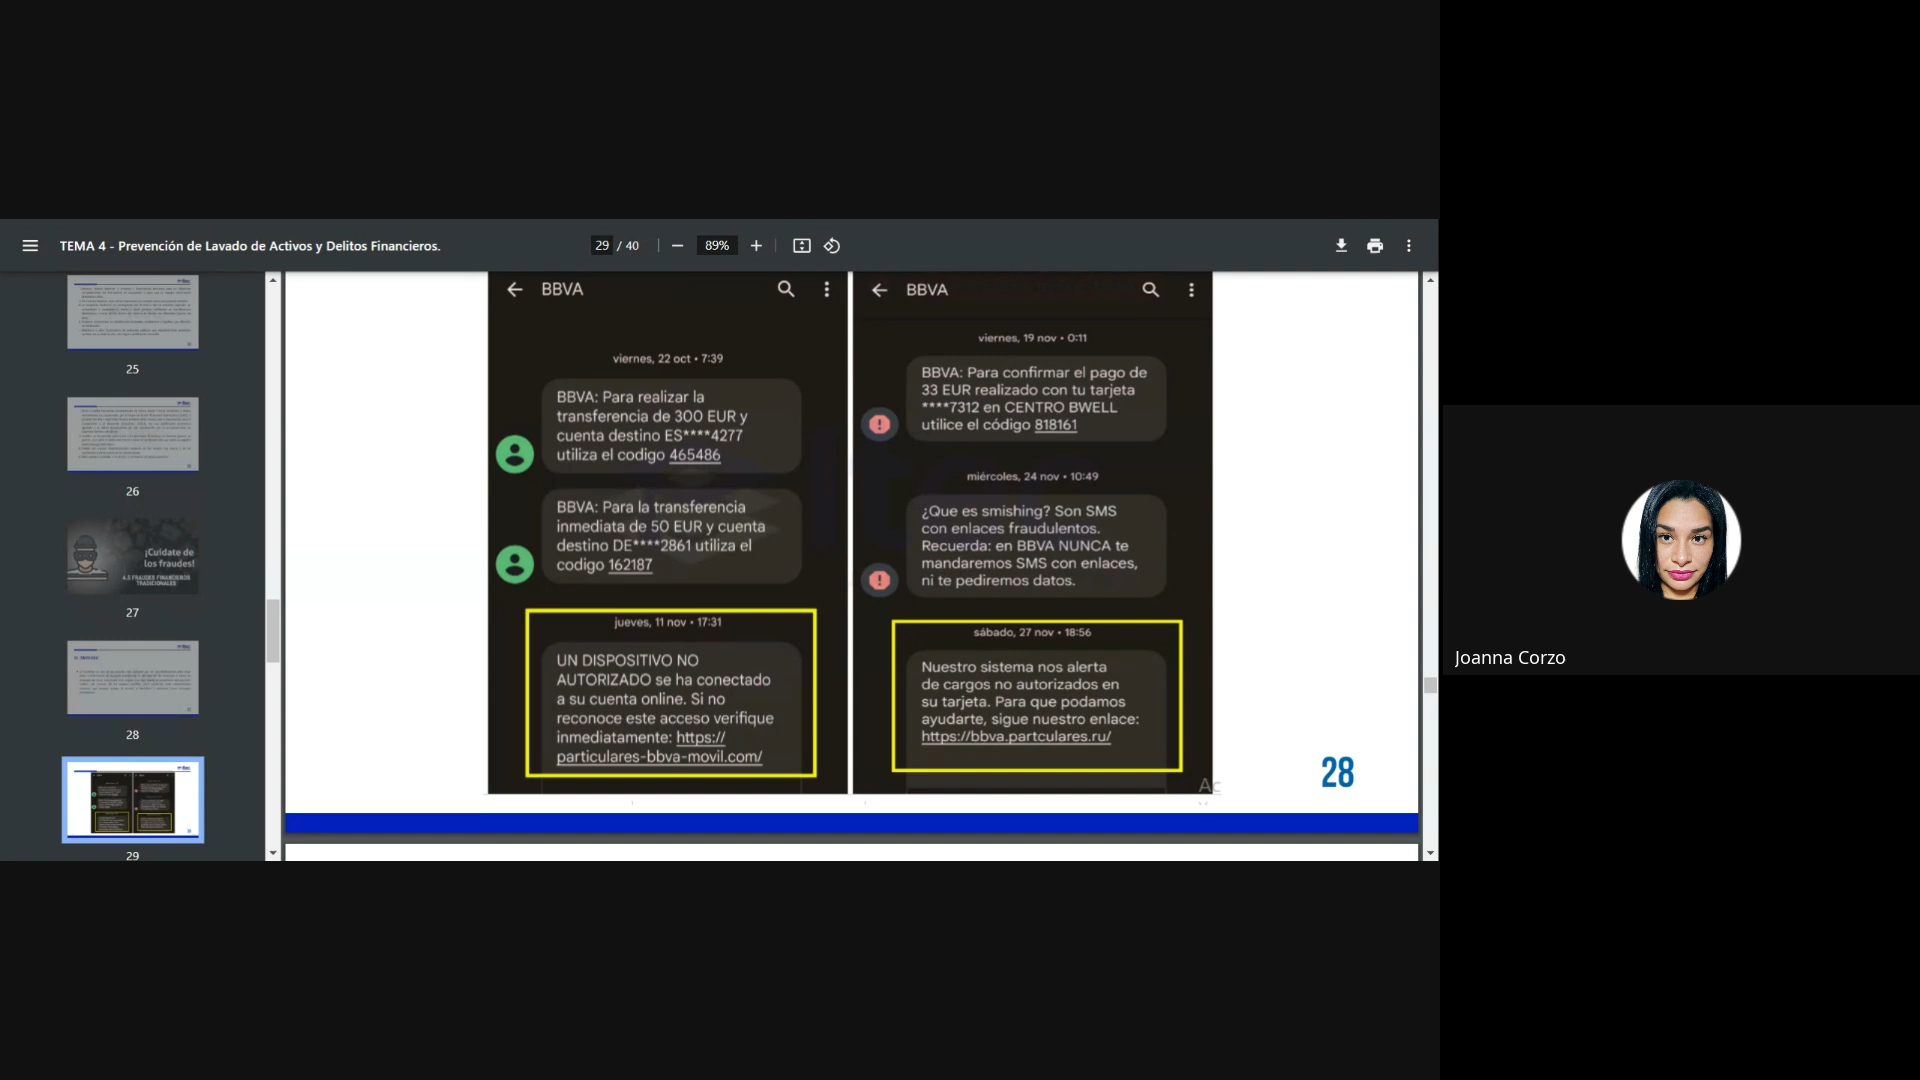 TEMA 4 - Prevención de Lavado de Activos y Delitos Financieros.
29 / 40
89%
25
26
¡Cuídate de
los fraudes!
4.5 FRAUDES FINANCIEROS
TRADICIONALES
27
28
29
BBVA
viernes, 22 oct • 7:39
BBVA: Para realizar la
transferencia de 300 EUR y
cuenta destino ES****4277
utiliza el codigo 465486
BBVA: Para la transferencia
inmediata de 50 EUR y cuenta
destino DE****2861 utiliza el
codigo 162187
jueves, 11 nov • 17:31
UN DISPOSITIVO NO
AUTORIZADO se ha conectado
a su cuenta online. Si no
reconoce este acceso verifique
inmediatamente: https://
particulares-bbva-movil.com/
BBVA
viernes, 19 nov • 0:11
BBVA: Para confirmar el pago de
33 EUR realizado con tu tarjeta
****7312 en CENTRO BWELL
utilice el código 818161
miércoles, 24 nov • 10:49
¿Que es smishing? Son SMS
con enlaces fraudulentos.
Recuerda: en BBVA NUNCA te
mandaremos SMS con enlaces,
ni te pediremos datos.
sábado, 27 nov • 18:56
Nuestro sistema nos alerta
de cargos no autorizados en
su tarjeta. Para que podamos
ayudarte, sigue nuestro enlace:
https://bbva.partculares.ru/
Ac
28
Joanna Corzo